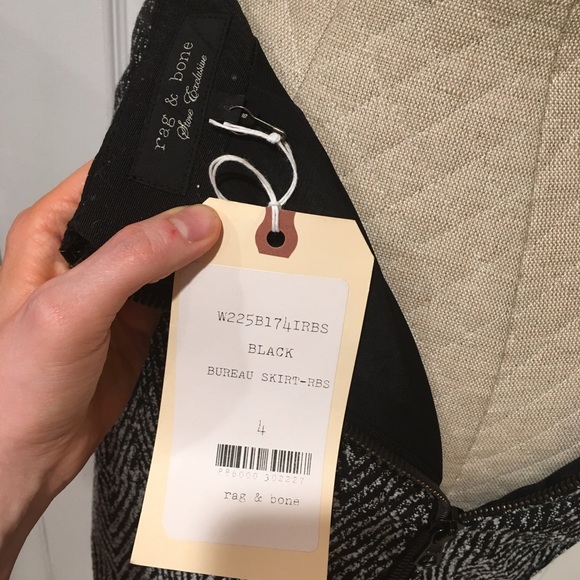 rag & bone
Store Exclusive
W225B174IRBS
BLACK
BUREAU SKIRT-RBS
4
rag & bone